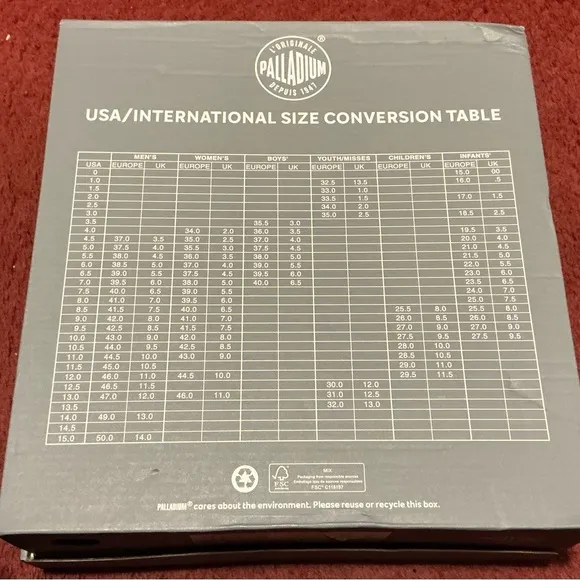 L'ORIGINALE
PALLADIUM ®
DEPUIS 1947
USA/INTERNATIONAL SIZE CONVERSION TABLE
MEN'S WOMEN'S BOYS' YOUTH/MISSES CHILDREN'S INFANTS'
USA EUROPE UK EUROPE UK EUROPE UK EUROPE UK EUROPE UK EUROPE UK
0 15.0 00
1.0 32.5 13.5 16.0 .5
1.5 33.0 1.0
2.0 33.5 1.5 17.0 1.5
2.5 34.0 2.0
3.0 35.0 2.5 18.5 2.5
3.5 35.5 3.0
4.0 34.0 2.0 36.0 3.5 19.5 3.5
4.5 37.0 3.5 35.0 2.5 37.0 4.0 20.0 4.0
5.0 37.5 4.0 35.5 3.0 37.5 4.5 21.0 4.5
5.5 38.0 4.5 36.0 3.5 38.0 5.0 21.5 5.0
6.0 38.5 5.0 37.0 4.0 39.0 5.5 22.0 5.5
6.5 39.0 5.5 37.5 4.5 39.5 6.0 23.0 6.0
7.0 39.5 6.0 38.0 5.0 40.0 6.5 23.5 6.5
7.5 40.0 6.5 39.0 5.5 24.0 7.0
8.0 41.0 7.0 39.5 6.0 25.0 7.5
8.5 41.5 7.5 40.0 6.5 25.5 8.0 25.5 8.0
9.0 42.0 8.0 41.0 7.0 26.0 8.5 26.0 8.5
9.5 42.5 8.5 41.5 7.5 27.0 9.0 27.0 9.0
10.0 43.0 9.0 42.0 8.0 27.5 9.5 27.5 9.5
10.5 44.0 9.5 42.5 8.5 28.0 10.0
11.0 44.5 10.0 43.0 9.0 28.5 10.5
11.5 45.0 10.5 29.0 11.0
12.0 46.0 11.0 44.5 10.0 29.5 11.5
12.5 46.5 11.5 30.0 12.0
13.0 47.0 12.0 46.0 11.0 31.0 12.5
13.5 32.0 13.0
14.0 49.0 13.0
14.5
15.0 50.0 14.0
FSC
MIX
Packaging from responsible sources
Emballage issu de sources responsables
FSC® C119197
PALLADIUM® cares about the environment. Please reuse or recycle this box.